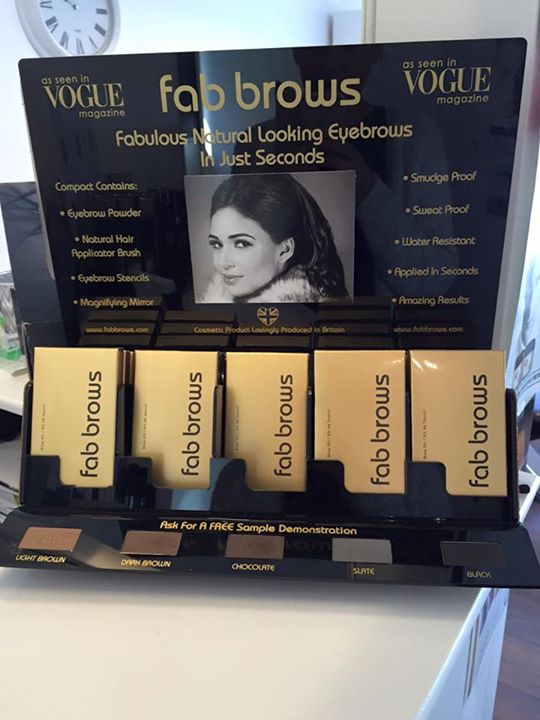 as seen in
VOGUE
magazine
fab brows
as seen in
VOGUE
magazine
Fabulous Natural Looking Eyebrows
In Just Seconds
Compact Contains:
• Eyebrow Powder
• Natural Hair
Applicator Brush
• Eyebrow Stencils
• Magnifying Mirror
• Smudge Proof
• Sweat Proof
• Water Resistant
• Applied In Seconds
• Amazing Results
www.fabbrows.com
Cosmetic Product Lovingly Produced In Britain
www.fabbrows.com
fab brows
fab brows
fab brows
fab brows
fab brows
Ask For A FREE Sample Demonstration
LIGHT BROWN
DARK BROWN
CHOCOLATE
SLATE
BLACK